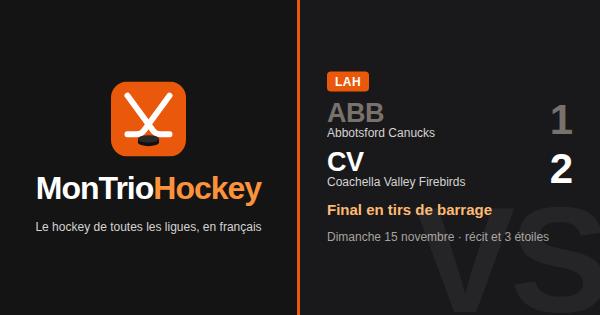 MonTrioHockey
Le hockey de toutes les ligues, en français
LAH
ABB 1
Abbotsford Canucks
CV 2
Coachella Valley Firebirds
Final en tirs de barrage
Dimanche 15 novembre · récit et 3 étoiles
VS